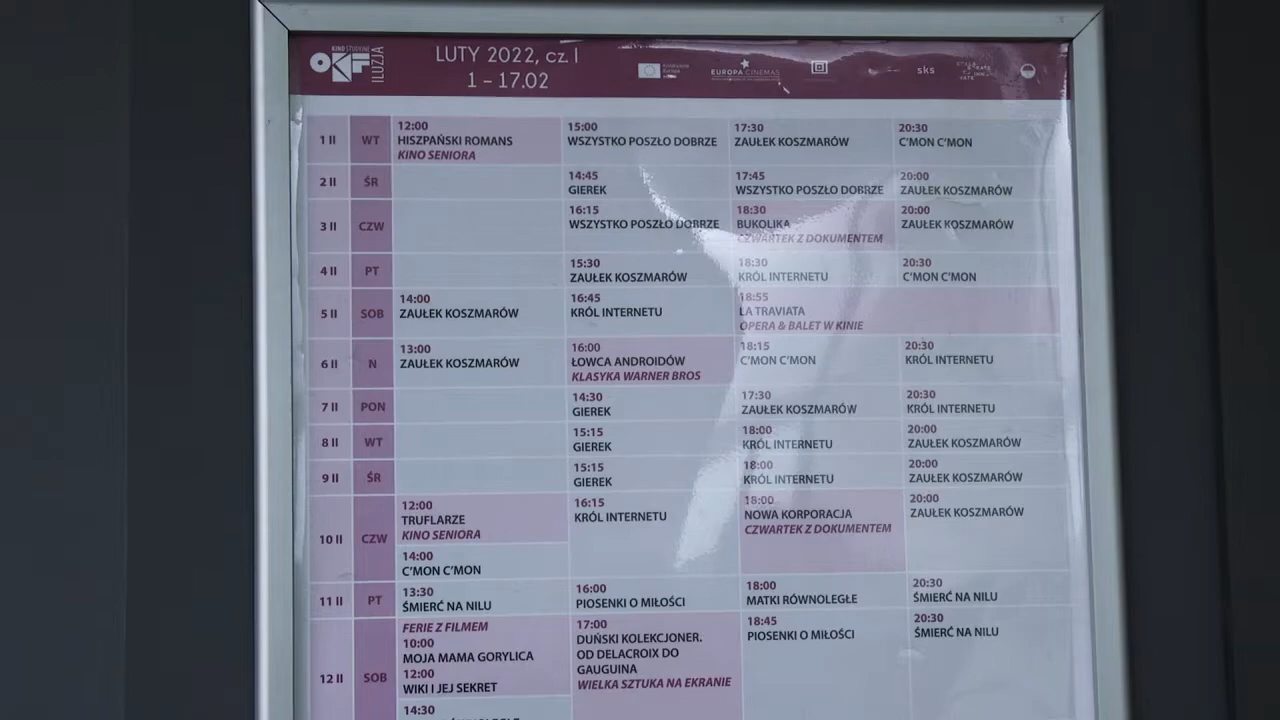 KINO STUDYJNE
OKF
ILUZJA
LUTY 2022, cz. I
1 – 17.02
EUROPA CINEMAS
sks
1 II WT
12:00
HISZPAŃSKI ROMANS
KINO SENIORA
15:00
WSZYSTKO POSZŁO DOBRZE
17:30
ZAUŁEK KOSZMARÓW
20:30
C'MON C'MON
2 II ŚR
14:45
GIEREK
17:45
WSZYSTKO POSZŁO DOBRZE
20:00
ZAUŁEK KOSZMARÓW
3 II CZW
16:15
WSZYSTKO POSZŁO DOBRZE
18:30
BUKOLIKA
CZWARTEK Z DOKUMENTEM
20:00
ZAUŁEK KOSZMARÓW
4 II PT
15:30
ZAUŁEK KOSZMARÓW
18:30
KRÓL INTERNETU
20:30
C'MON C'MON
5 II SOB
14:00
ZAUŁEK KOSZMARÓW
16:45
KRÓL INTERNETU
18:55
LA TRAVIATA
OPERA & BALET W KINIE
6 II N
13:00
ZAUŁEK KOSZMARÓW
16:00
ŁOWCA ANDROIDÓW
KLASYKA WARNER BROS
18:15
C'MON C'MON
20:30
KRÓL INTERNETU
7 II PON
14:30
GIEREK
17:30
ZAUŁEK KOSZMARÓW
20:30
KRÓL INTERNETU
8 II WT
15:15
GIEREK
18:00
KRÓL INTERNETU
20:00
ZAUŁEK KOSZMARÓW
9 II ŚR
15:15
GIEREK
18:00
KRÓL INTERNETU
20:00
ZAUŁEK KOSZMARÓW
10 II CZW
12:00
TRUFLARZE
KINO SENIORA
14:00
C'MON C'MON
16:15
KRÓL INTERNETU
18:00
NOWA KORPORACJA
CZWARTEK Z DOKUMENTEM
20:00
ZAUŁEK KOSZMARÓW
11 II PT
13:30
ŚMIERĆ NA NILU
16:00
PIOSENKI O MIŁOŚCI
18:00
MATKI RÓWNOLEGŁE
20:30
ŚMIERĆ NA NILU
12 II SOB
FERIE Z FILMEM
10:00
MOJA MAMA GORYLICA
12:00
WIKI I JEJ SEKRET
14:30
17:00
DUŃSKI KOLEKCJONER.
OD DELACROIX DO
GAUGUINA
WIELKA SZTUKA NA EKRANIE
18:45
PIOSENKI O MIŁOŚCI
20:30
ŚMIERĆ NA NILU